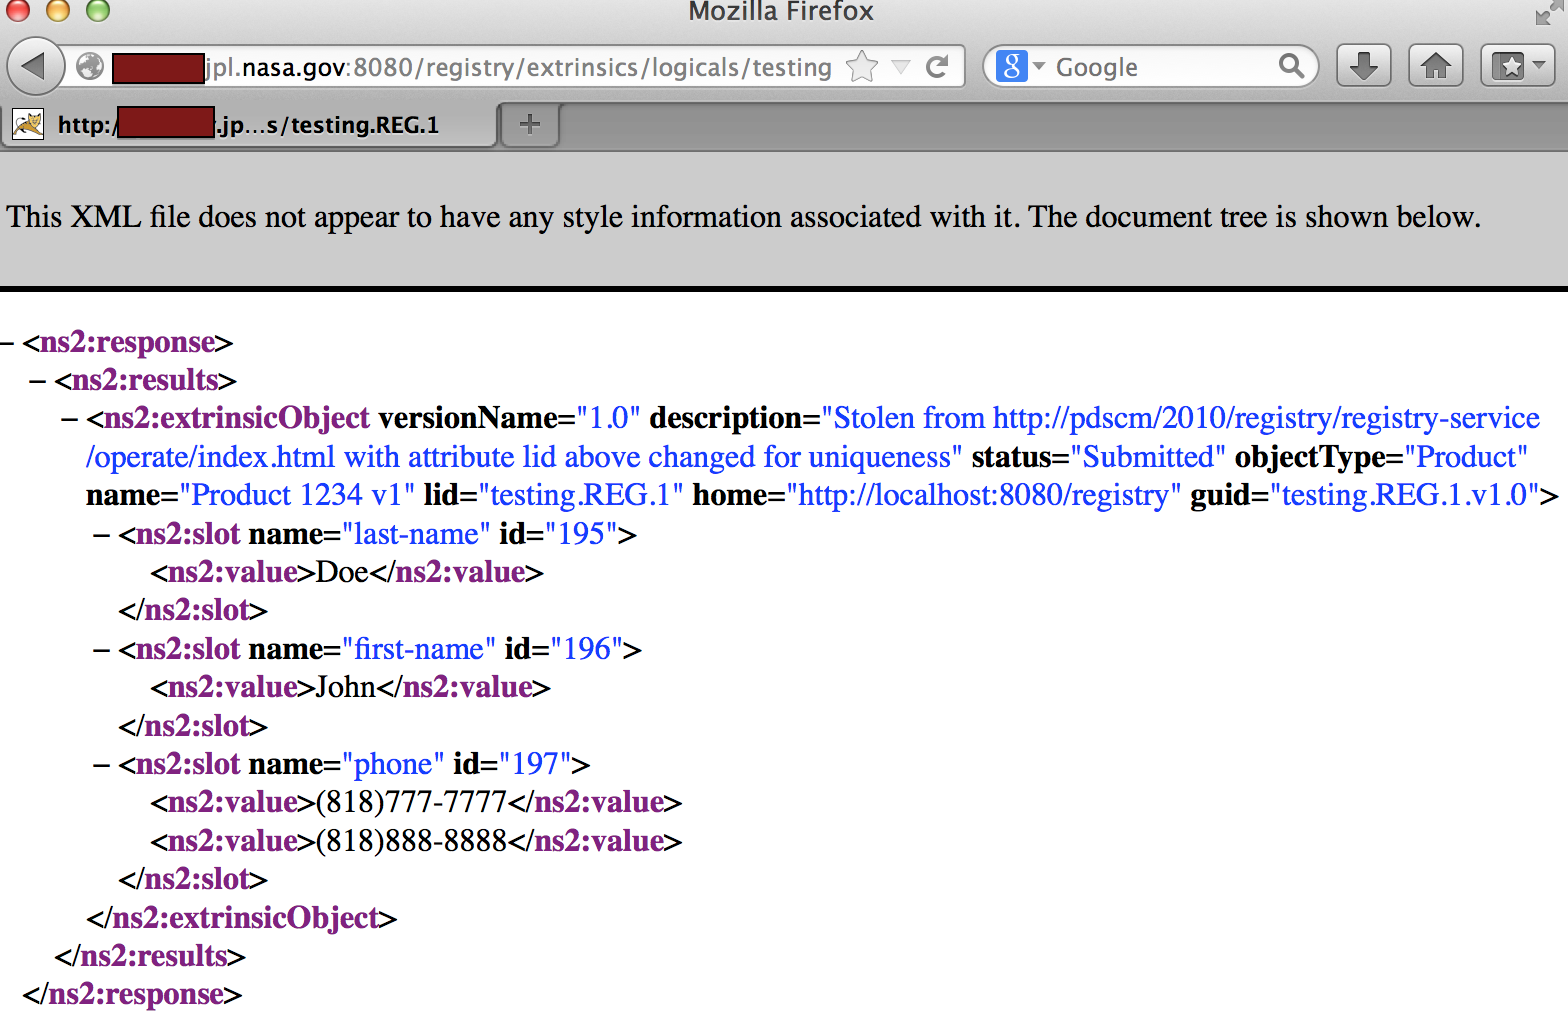 Mozilla Firefox
jpl.nasa.gov:8080/registry/extrinsics/logicals/testing
Google
http:/ .jp...s/testing.REG.1
This XML file does not appear to have any style information associated with it. The document tree is shown below.
– <ns2:response>
– <ns2:results>
– <ns2:extrinsicObject versionName="1.0" description="Stolen from http://pdscm/2010/registry/registry-service
/operate/index.html with attribute lid above changed for uniqueness" status="Submitted" objectType="Product"
name="Product 1234 v1" lid="testing.REG.1" home="http://localhost:8080/registry" guid="testing.REG.1.v1.0">
– <ns2:slot name="last-name" id="195">
<ns2:value>Doe</ns2:value>
</ns2:slot>
– <ns2:slot name="first-name" id="196">
<ns2:value>John</ns2:value>
</ns2:slot>
– <ns2:slot name="phone" id="197">
<ns2:value>(818)777-7777</ns2:value>
<ns2:value>(818)888-8888</ns2:value>
</ns2:slot>
</ns2:extrinsicObject>
</ns2:results>
</ns2:response>